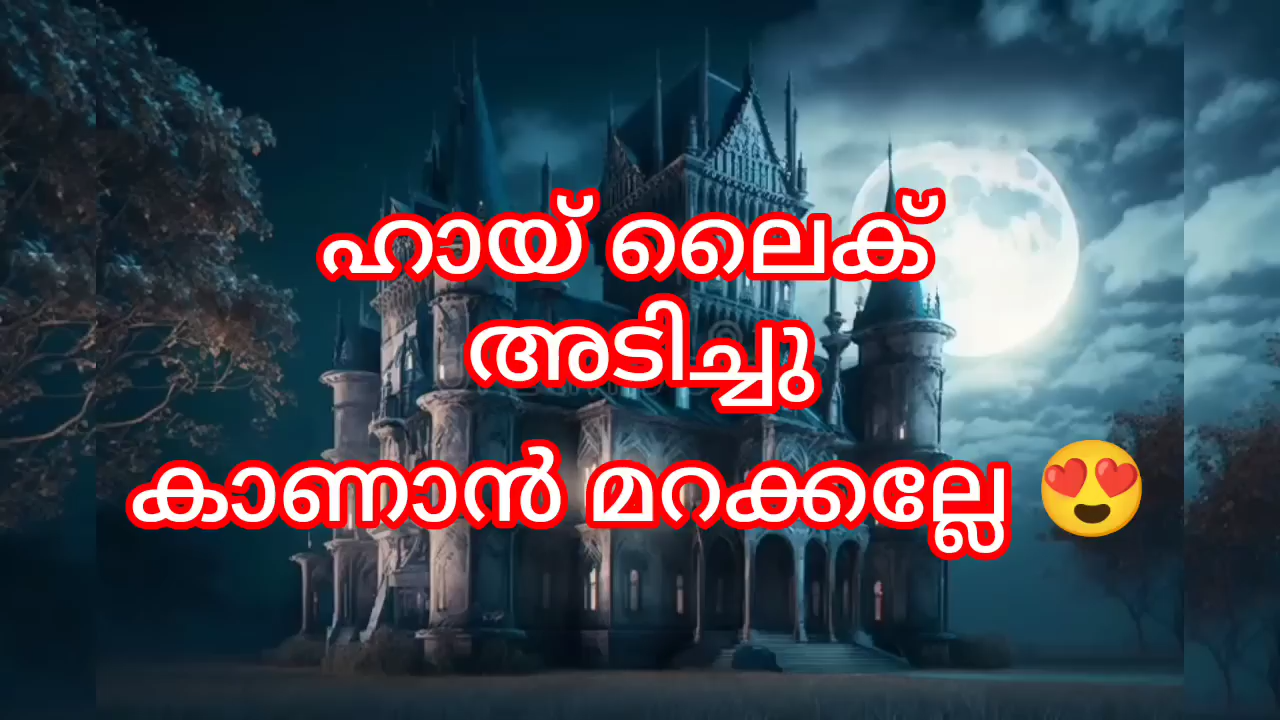 ഹായ് ലൈക്
അടിച്ചു
കാണാൻ മറക്കല്ലേ 😍